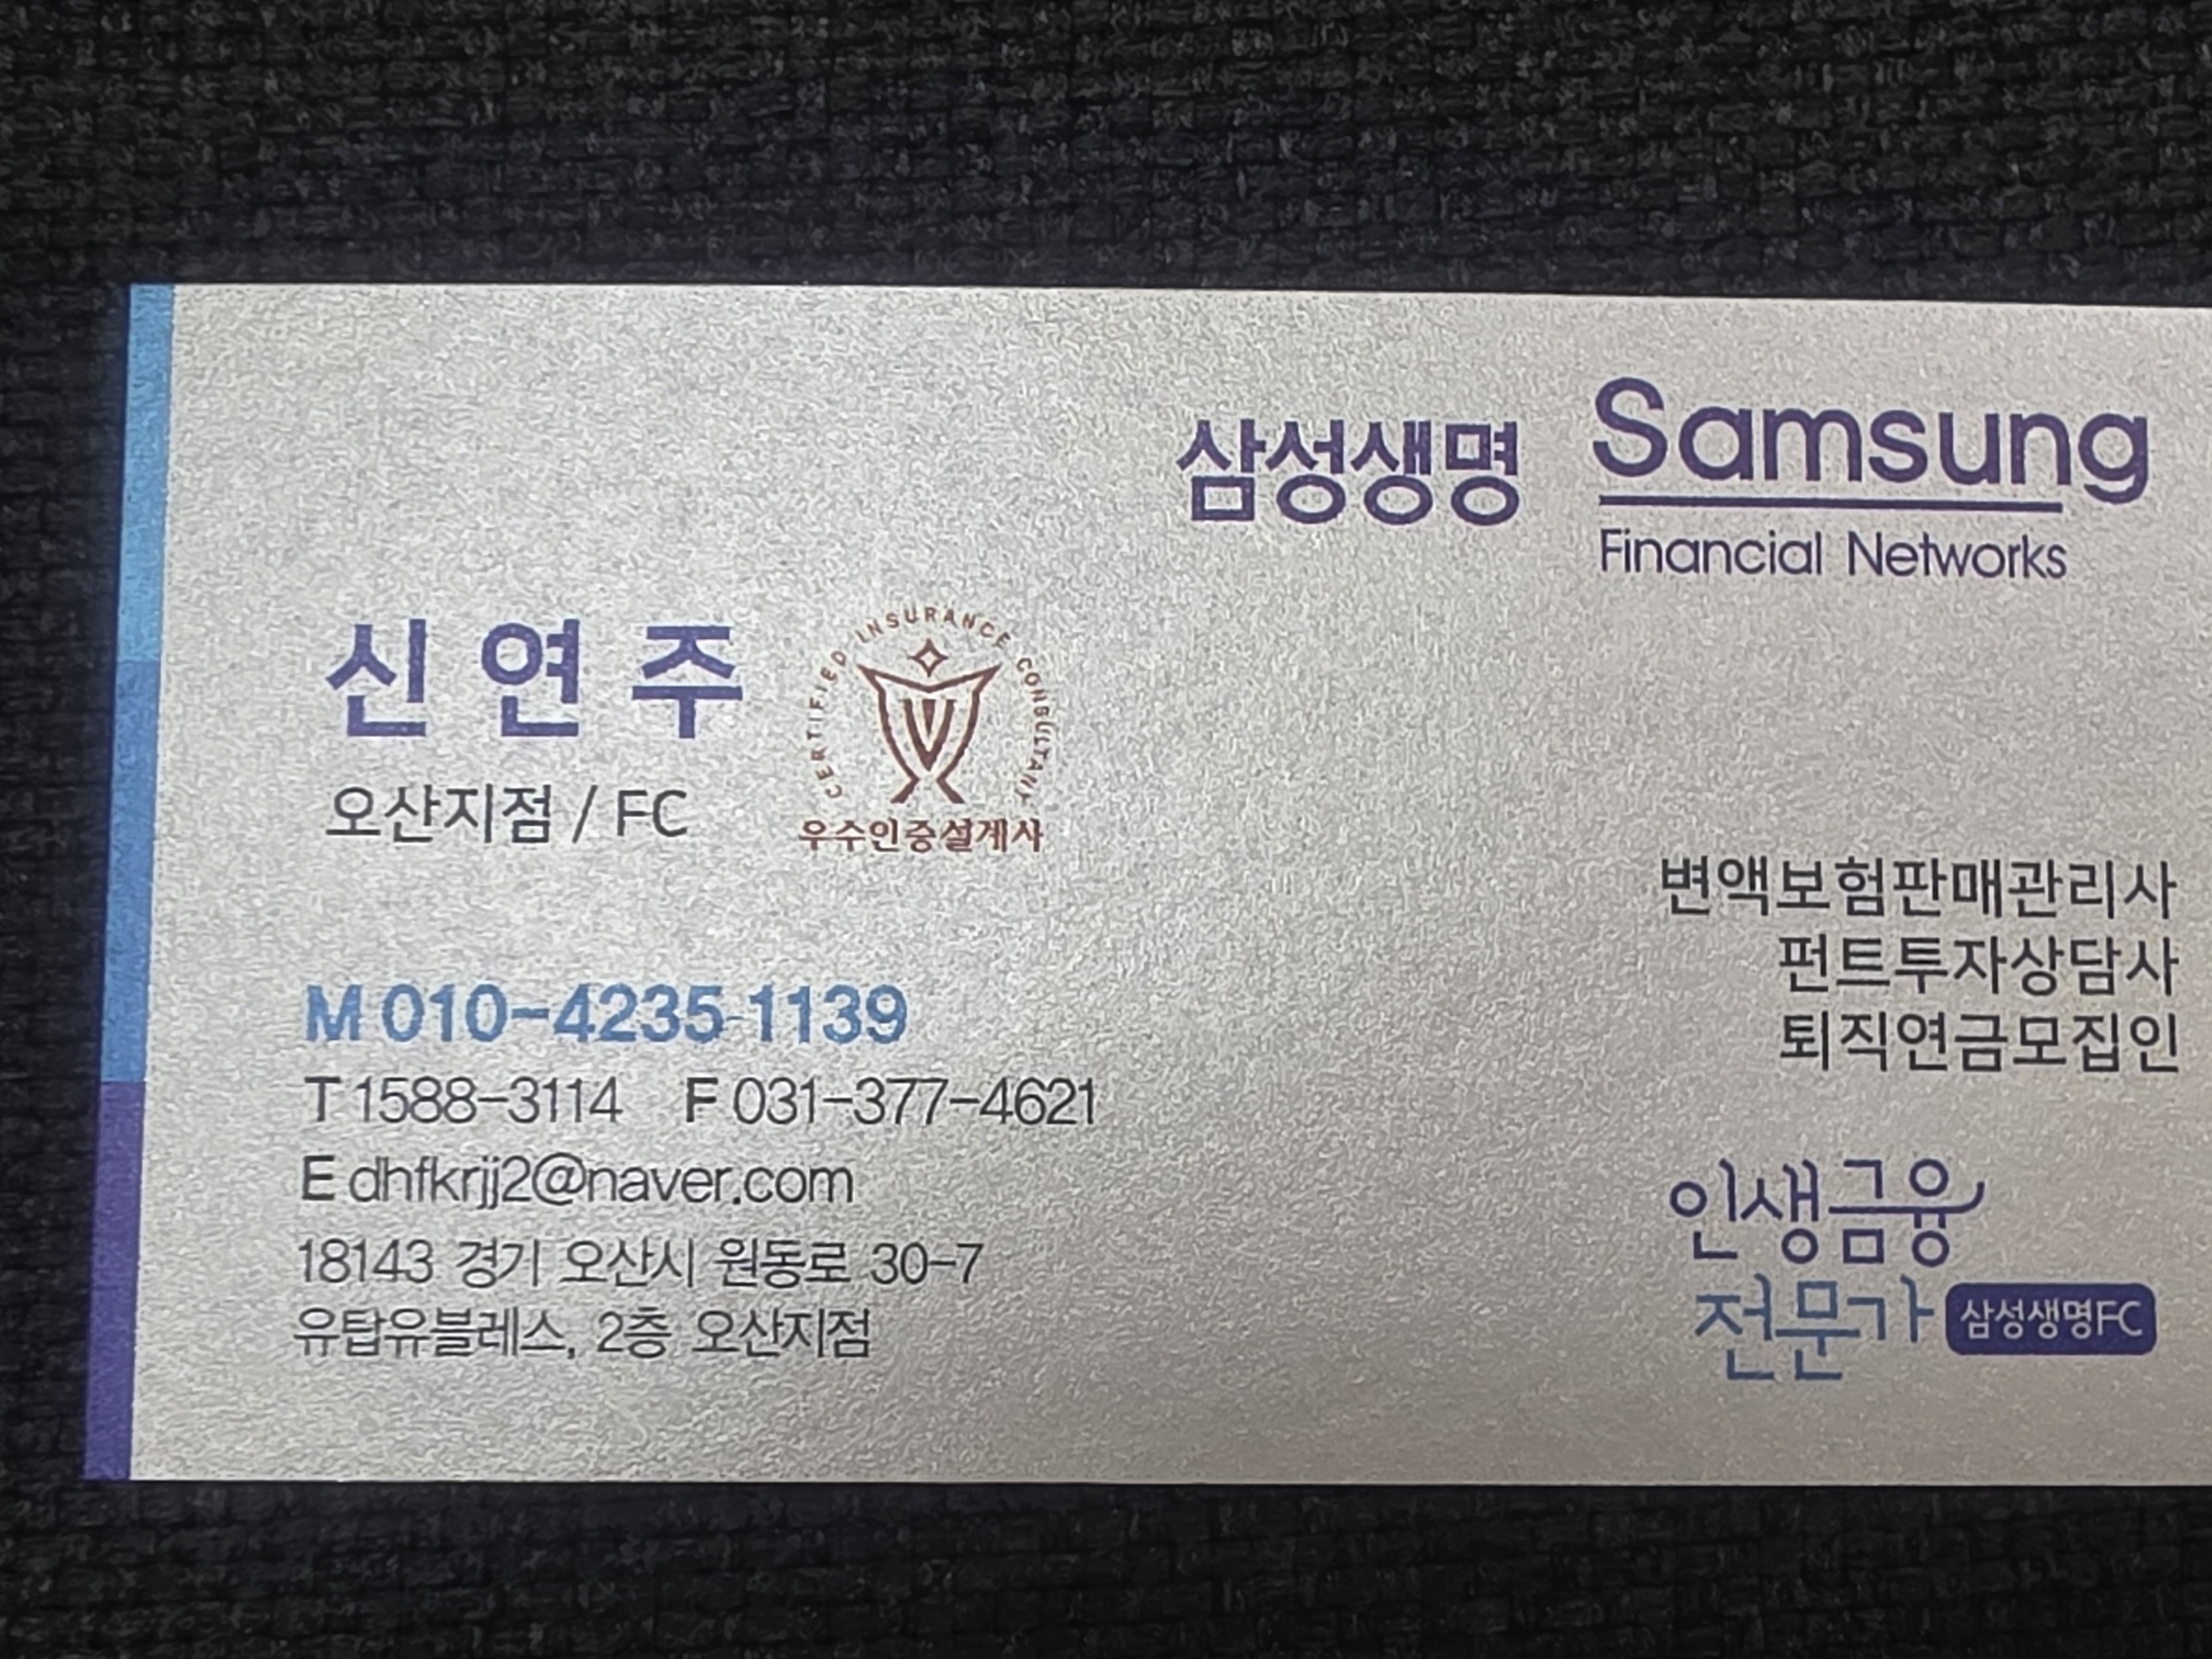 삼성생명 Samsung
Financial Networks
신연주
CERTIFIED INSURANCE CONSULTANT
우수인증설계사
오산지점 / FC
변액보험판매관리사
펀드투자상담사
퇴직연금모집인
M 010-4235-1139
T 1588-3114 F 031-377-4621
E dhfkrjj2@naver.com
18143 경기 오산시 원동로 30-7
유탑유블레스, 2층 오산지점
인생금융
전문가 삼성생명FC